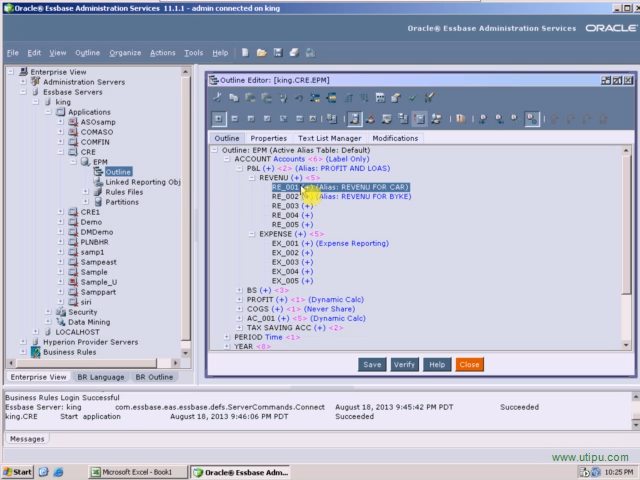 Oracle® Essbase Administration Services 11.1.1 - admin connected on king
Oracle® Essbase Administration Services ORACLE
File Edit View Outline Organize Actions Tools Links Help
Enterprise View
Administration Servers
Essbase Servers
king
Applications
ASOsamp
COMASO
COMFIN
CRE
EPM
Outline
Linked Reporting Obj
Rules Files
Partitions
CRE1
Demo
DMDemo
PLNBHR
samp1
Sampeast
Sample
Sample_U
Samppart
siri
Security
Data Mining
LOCALHOST
Hyperion Provider Servers
Business Rules
Enterprise View BR Language BR Outline
Outline Editor: [king.CRE.EPM]
Outline Properties Text List Manager Modifications
Outline: EPM (Active Alias Table: Default)
ACCOUNT Accounts <6> (Label Only)
P&L (+) <2> (Alias: PROFIT AND LOAS)
REVENU (+) <5>
RE_001 (+) (Alias: REVENU FOR CAR)
RE_002 (+) (Alias: REVENU FOR BYKE)
RE_003 (+)
RE_004 (+)
RE_005 (+)
EXPENSE (+) <5>
EX_001 (+) (Expense Reporting)
EX_002 (+)
EX_003 (+)
EX_004 (+)
EX_005 (+)
BS (+) <3>
PROFIT (+) <1> (Dynamic Calc)
COGS (+) <1> (Never Share)
AC_001 (+) <5> (Dynamic Calc)
TAX SAVING ACC (+) <2>
PERIOD Time <1>
YEAR <8>
Save Verify Help Close
Business Rules Login Successful
Essbase Server: king com.essbase.eas.essbase.defs.ServerCommands.Connect August 18, 2013 9:45:42 PM PDT Succeeded
king.CRE Start application August 18, 2013 9:46:06 PM PDT Succeeded
Messages
www.utipu.com
Start Microsoft Excel - Book1 Oracle® Essbase Adm... 10:25 PM